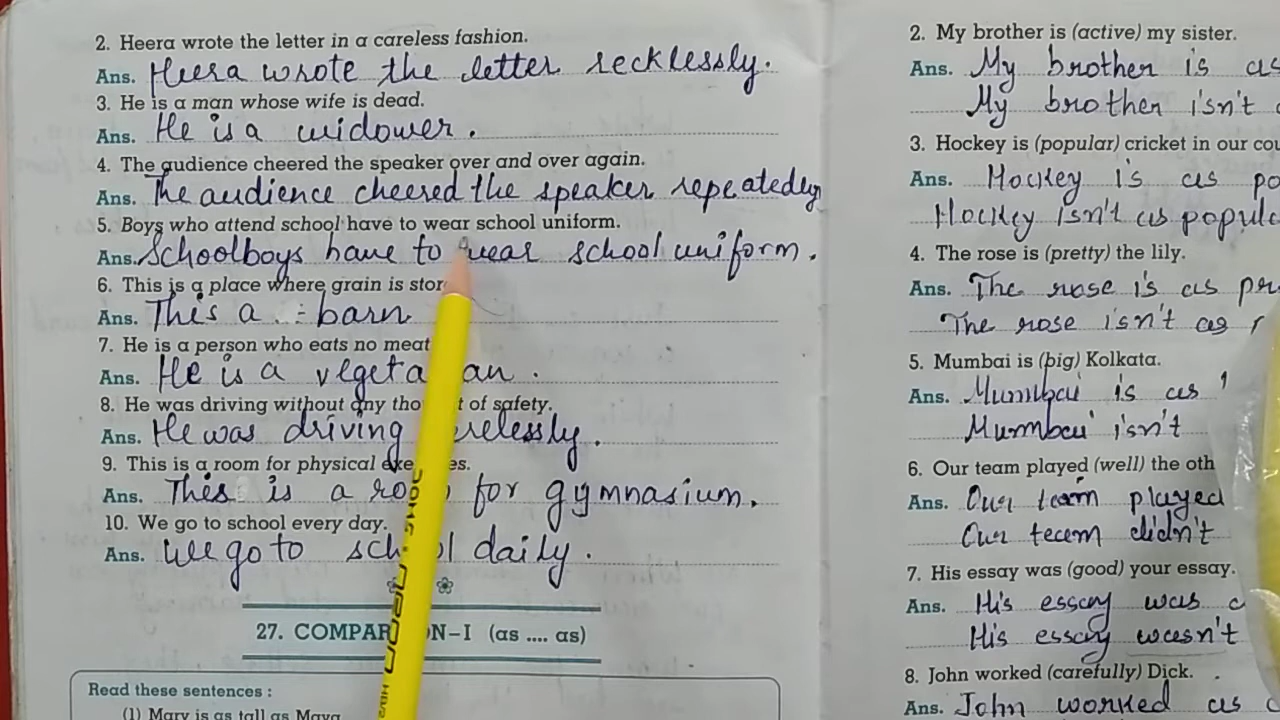 2. Heera wrote the letter in a careless fashion.
Ans. Heera wrote the letter recklessly.
3. He is a man whose wife is dead.
Ans. He is a widower.
4. The audience cheered the speaker over and over again.
Ans. The audience cheered the speaker repeatedly
5. Boys who attend school have to wear school uniform.
Ans. Schoolboys have to wear school uniform.
6. This is a place where grain is stor
Ans. This a barn
7. He is a person who eats no meat
Ans. He is a vegeta an.
8. He was driving without any tho t of safety.
Ans. He was driving relessly.
9. This is a room for physical exe es.
Ans. This is a ro for gymnasium.
10. We go to school every day.
Ans. We go to sch l daily.
27. COMPAR N-I (as .... as)
Read these sentences :
(1) Mary is as tall as Maya
2. My brother is (active) my sister.
Ans. My brother is as
My brother isn't
3. Hockey is (popular) cricket in our cou
Ans. Hockey is as po
Hockey isn't as popula
4. The rose is (pretty) the lily.
Ans. The rose is as pr
The rose isn't as
5. Mumbai is (big) Kolkata.
Ans. Mumbai is as
Mumbai isn't
6. Our team played (well) the oth
Ans. Our team played
Our team didn't
7. His essay was (good) your essay.
Ans. His essay was
His essay wasn't
8. John worked (carefully) Dick.
Ans. John worked as